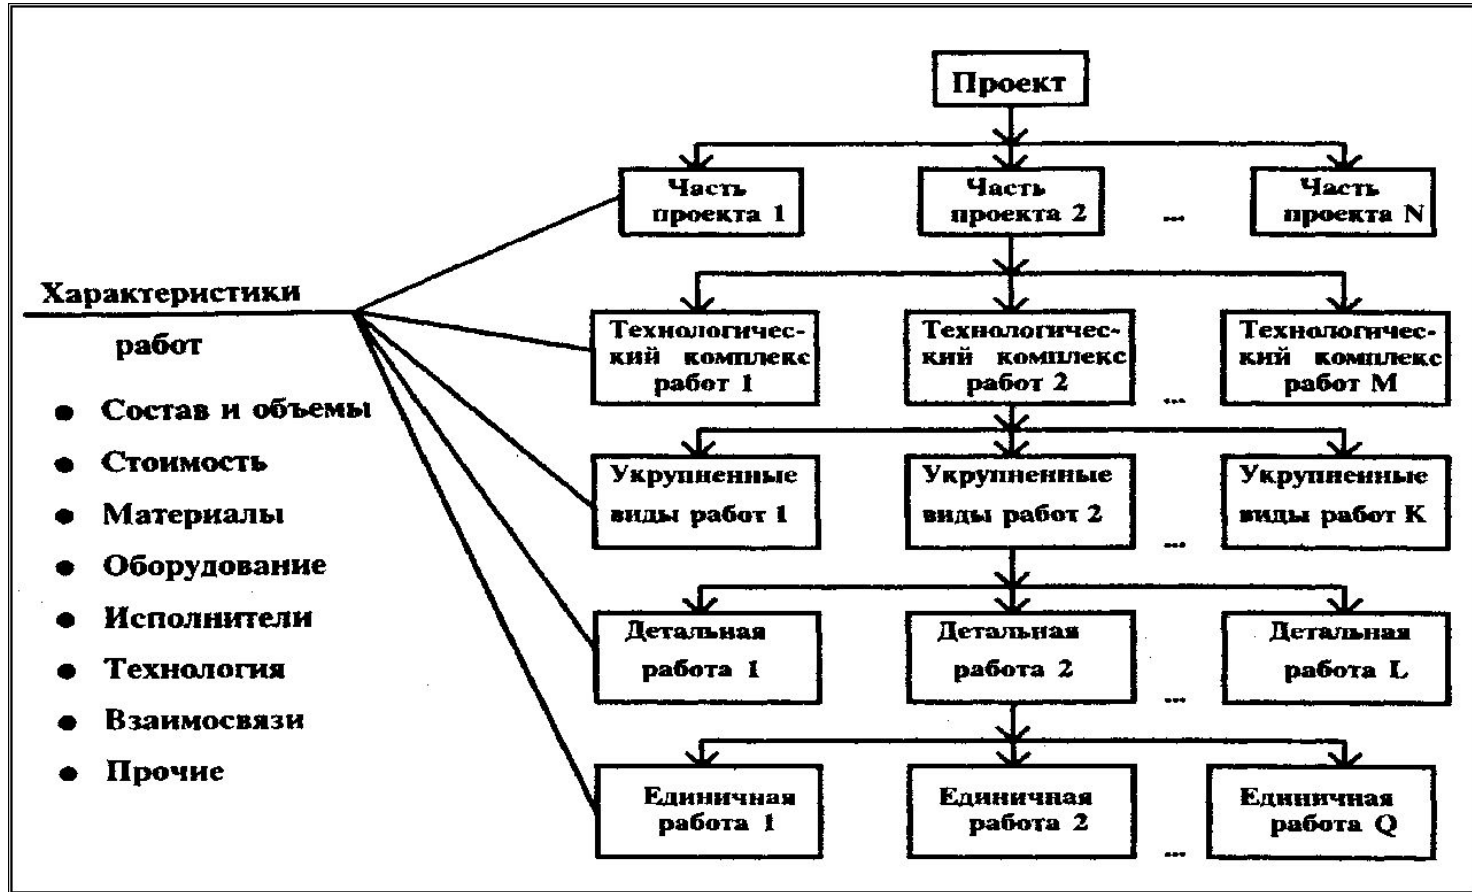 Проект
Часть
проекта 1
Часть
проекта 2
...
Часть
проекта N
Характеристики
работ
• Состав и объемы
• Стоимость
• Материалы
• Оборудование
• Исполнители
• Технология
• Взаимосвязи
• Прочие
Технологичес-
кий комплекс
работ 1
Технологичес-
кий комплекс
работ 2
...
Технологичес-
кий комплекс
работ M
Укрупненные
виды работ 1
Укрупненные
виды работ 2
...
Укрупненные
виды работ K
Детальная
работа 1
Детальная
работа 2
...
Детальная
работа L
Единичная
работа 1
Единичная
работа 2
...
Единичная
работа Q